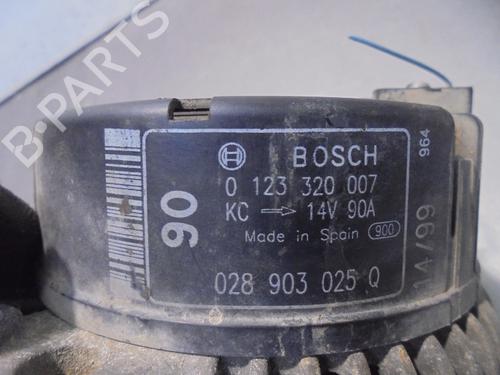 B-PARTS
BOSCH
0 123 320 007
KC → 14V 90A
Made in Spain 900
028 903 025 Q
90
964
14/99